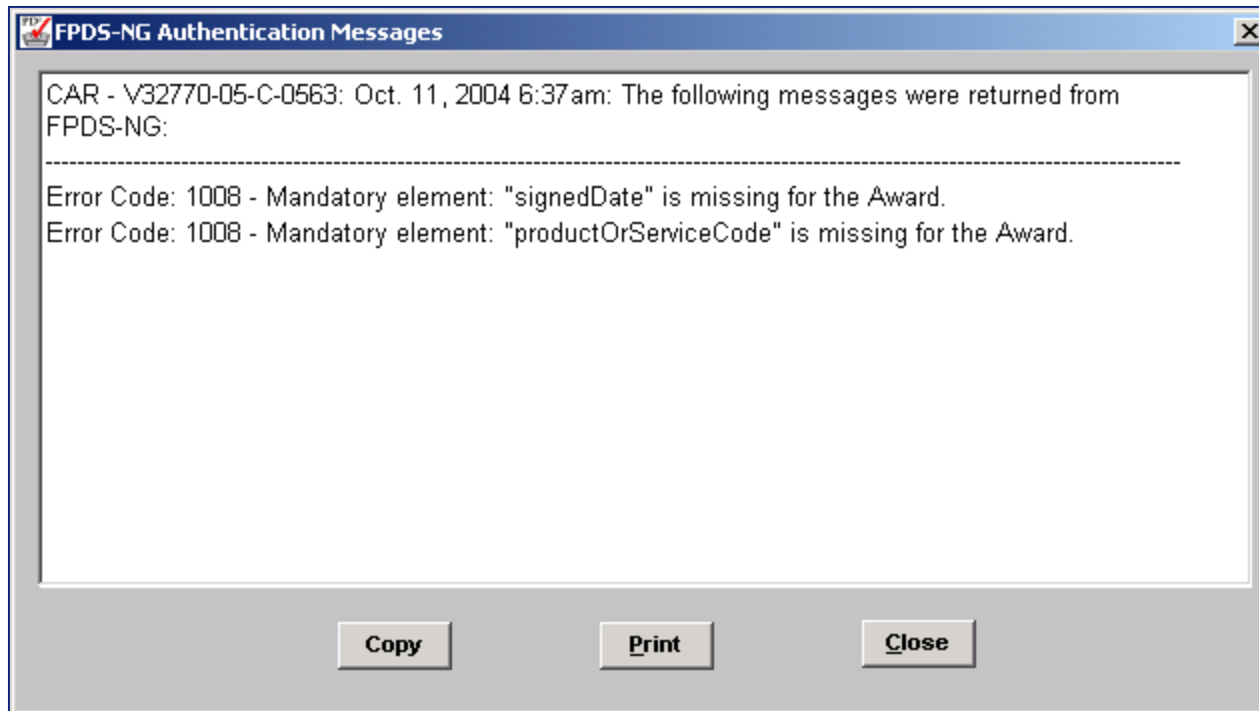 FPDS-NG Authentication Messages
CAR - V32770-05-C-0563: Oct. 11, 2004 6:37am: The following messages were returned from
FPDS-NG:
--------------------------------------------------------------------------------------------------------------------------------------------
Error Code: 1008 - Mandatory element: "signedDate" is missing for the Award.
Error Code: 1008 - Mandatory element: "productOrServiceCode" is missing for the Award.
Copy Print Close